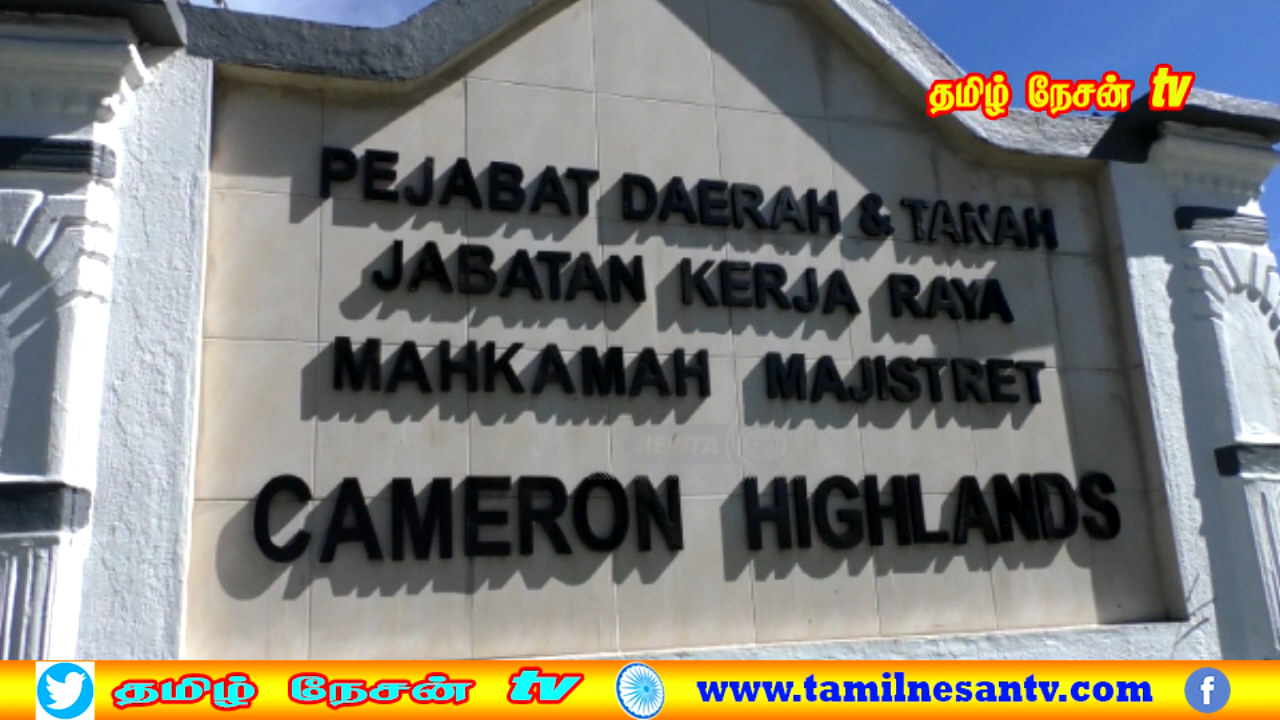 தமிழ் நேசன் tv
PEJABAT DAERAH & TANAH
JABATAN KERJA RAYA
MAHKAMAH MAJISTRET
CAMERON HIGHLANDS
தமிழ் நேசன் tv www.tamilnesantv.com